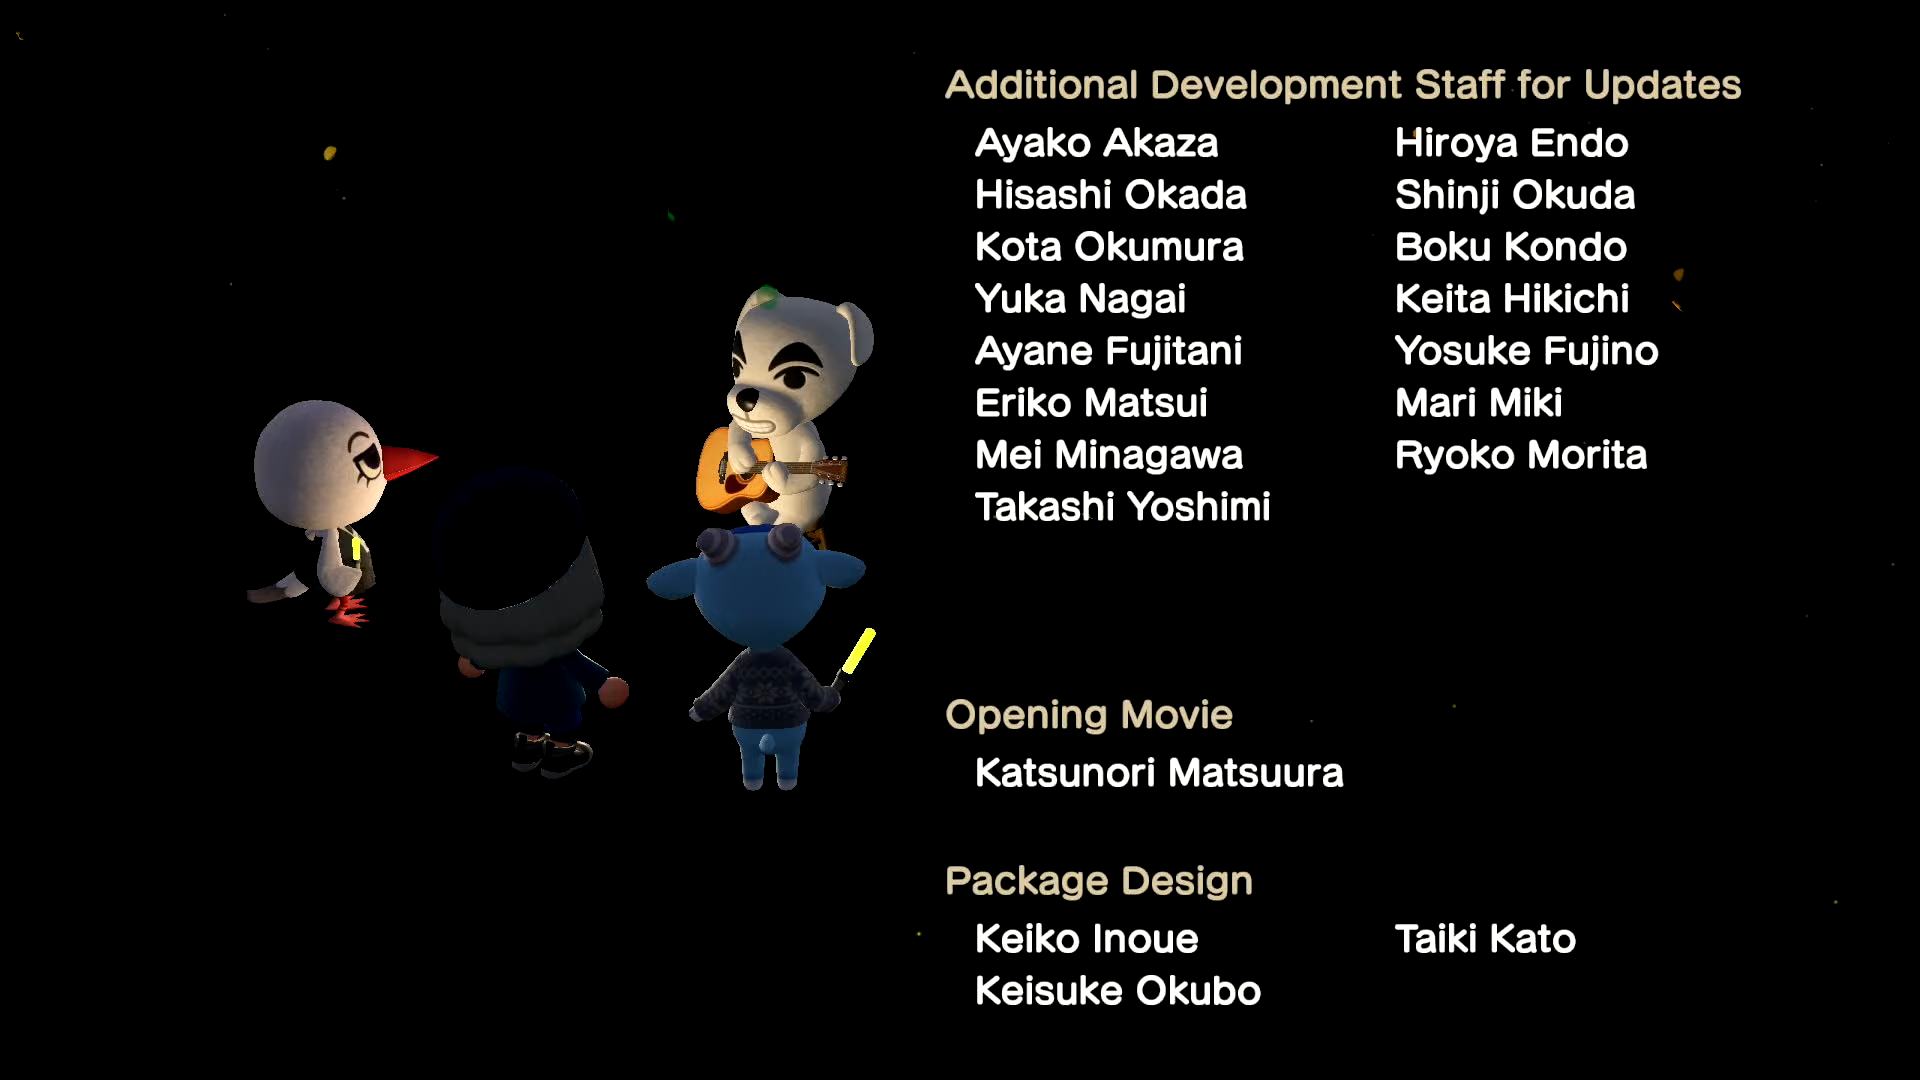 Additional Development Staff for Updates
Ayako Akaza Hiroya Endo
Hisashi Okada Shinji Okuda
Kota Okumura Boku Kondo
Yuka Nagai Keita Hikichi
Ayane Fujitani Yosuke Fujino
Eriko Matsui Mari Miki
Mei Minagawa Ryoko Morita
Takashi Yoshimi
Opening Movie
Katsunori Matsuura
Package Design
Keiko Inoue Taiki Kato
Keisuke Okubo